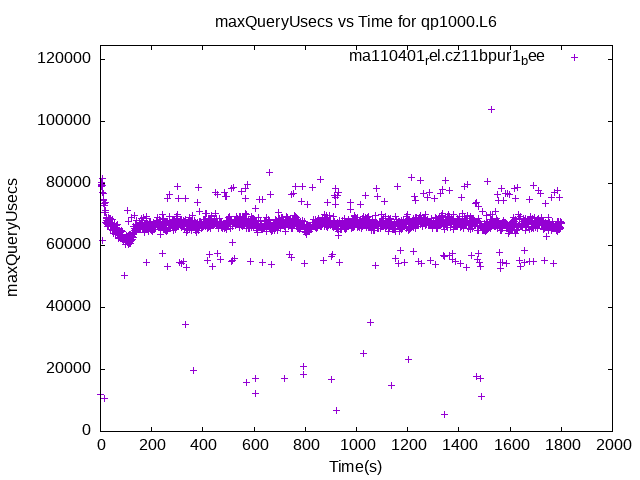 maxQueryUsecs vs Time for qp1000.L6
ma110401_rel.cz11bpur1_bee
120000
100000
80000
60000
40000
20000
0
maxQueryUsecs
0 200 400 600 800 1000 1200 1400 1600 1800 2000
Time(s)